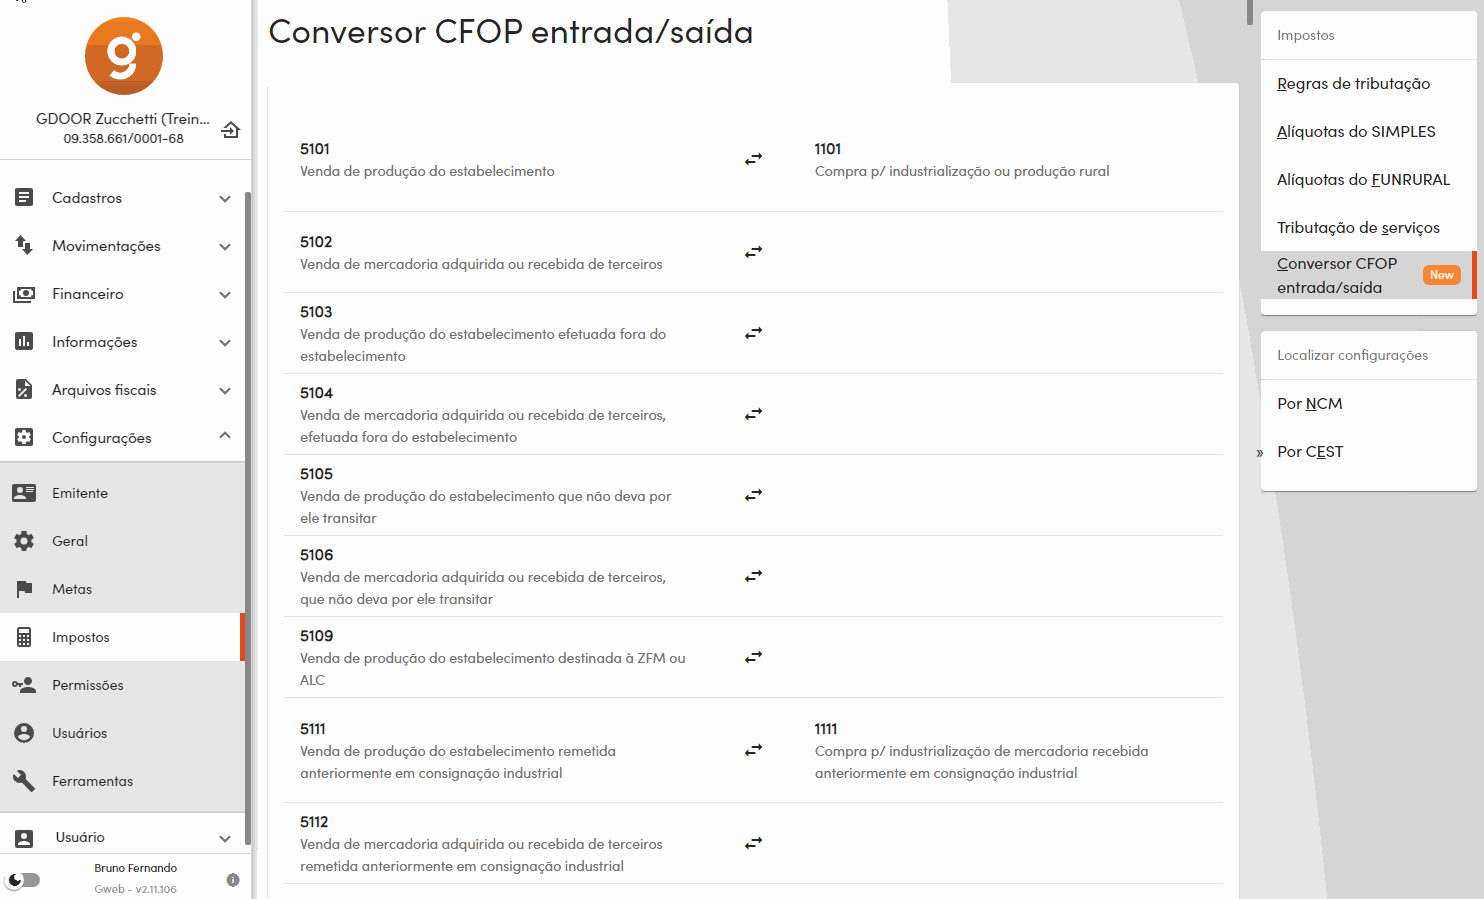 GDOOR Zucchetti (Trein...
09.358.661/0001-68
Cadastros
Movimentações
Financeiro
Informações
Arquivos fiscais
Configurações
Emitente
Geral
Metas
Impostos
Permissões
Usuários
Ferramentas
Usuário
Bruno Fernando
Gweb - v2.11.106
Conversor CFOP entrada/saída
5101
Venda de produção do estabelecimento
1101
Compra p/ industrialização ou produção rural
5102
Venda de mercadoria adquirida ou recebida de terceiros
5103
Venda de produção do estabelecimento efetuada fora do
estabelecimento
5104
Venda de mercadoria adquirida ou recebida de terceiros,
efetuada fora do estabelecimento
5105
Venda de produção do estabelecimento que não deva por
ele transitar
5106
Venda de mercadoria adquirida ou recebida de terceiros,
que não deva por ele transitar
5109
Venda de produção do estabelecimento destinada à ZFM ou
ALC
5111
Venda de produção do estabelecimento remetida
anteriormente em consignação industrial
1111
Compra p/ industrialização de mercadoria recebida
anteriormente em consignação industrial
5112
Venda de mercadoria adquirida ou recebida de terceiros
remetida anteriormente em consignação industrial
Impostos
Regras de tributação
Alíquotas do SIMPLES
Alíquotas do FUNRURAL
Tributação de serviços
Conversor CFOP
entrada/saída
New
Localizar configurações
Por NCM
» Por CEST